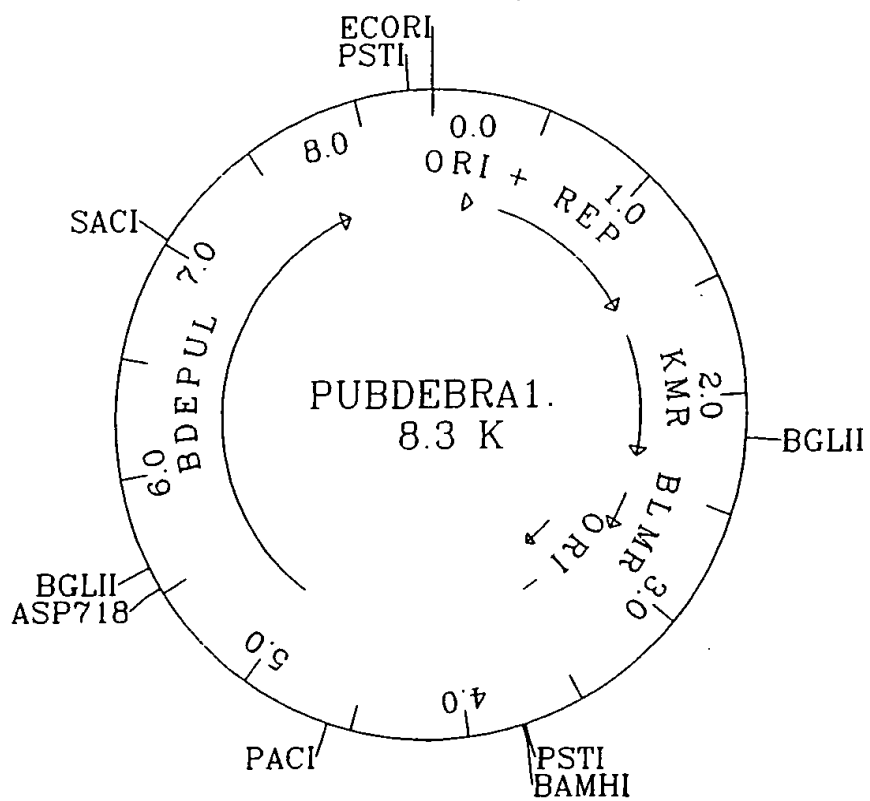 ECORI
PSTI
0.0
8.0
ORI + REP
1.0
SACI
7.0
BDEPUL
PUBDEBRA1.
8.3 K
KMR
2.0
BGLII
6.0
BLMR
ORI -
3.0
BGLII
ASP718
5.0
4.0
PACI
PSTI
BAMHI